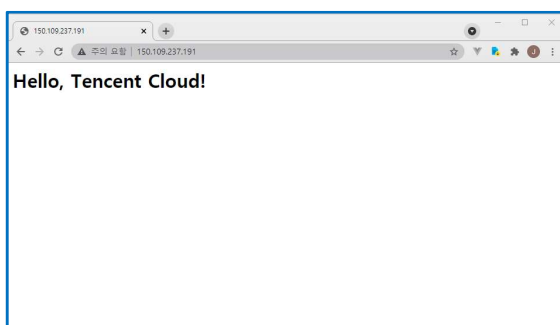 150.109.237.191
주의 요함 | 150.109.237.191
J
Hello, Tencent Cloud!